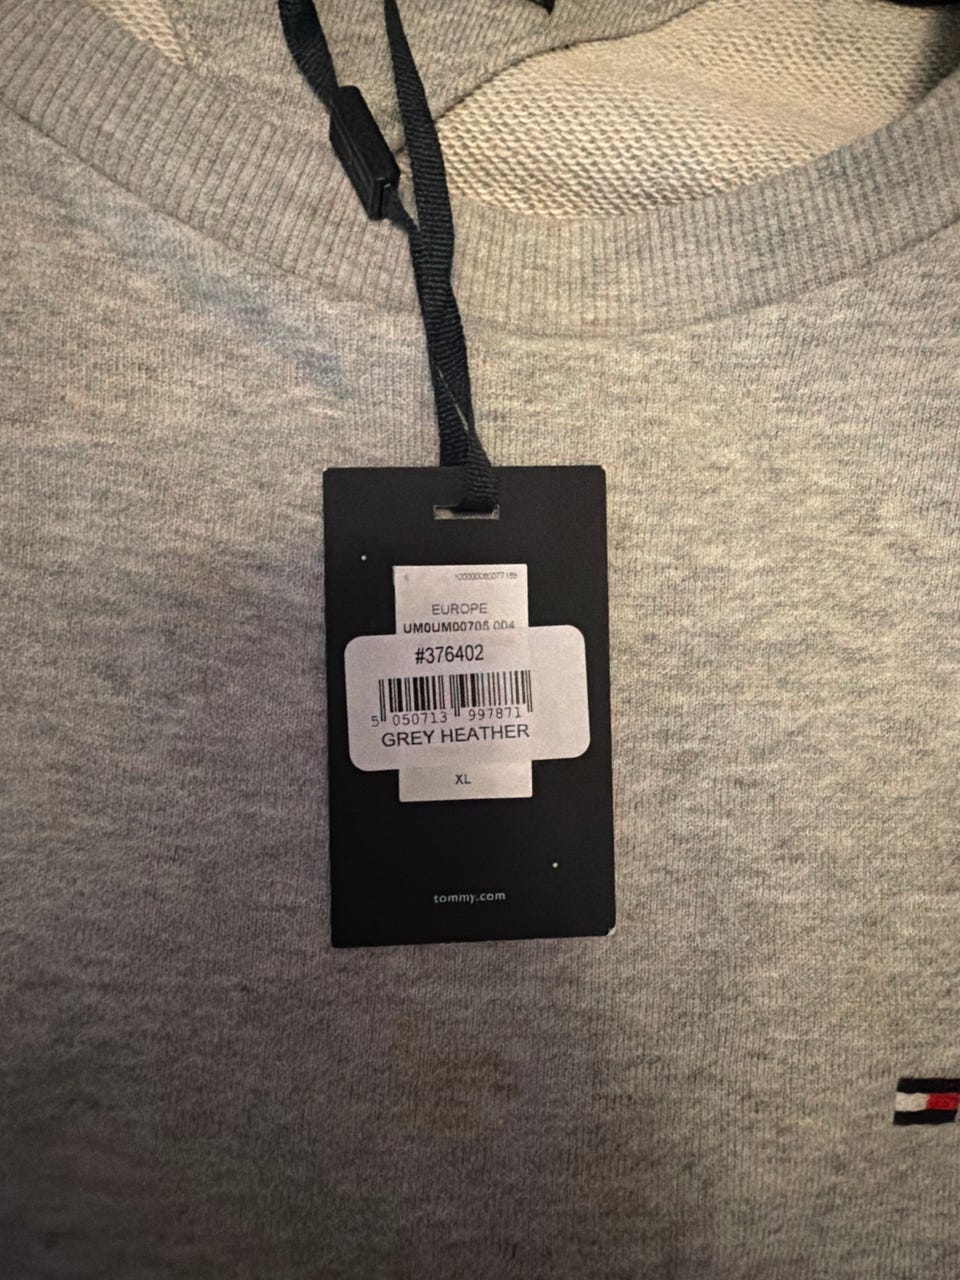 EUROPE
UM0UM00706 004
#376402
5 050713 997871
GREY HEATHER
XL
tommy.com